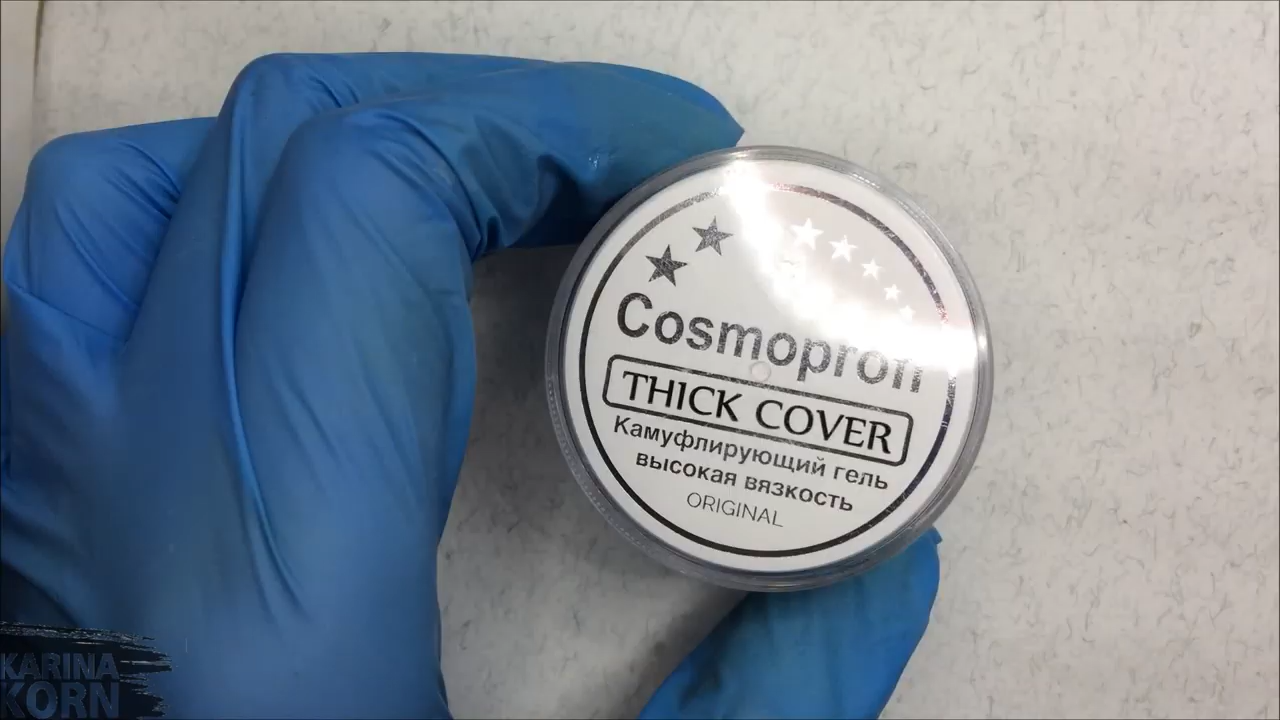 Cosmoprofi
THICK COVER
Камуфлирующий гель
высокая вязкость
ORIGINAL
KARINA
KORN